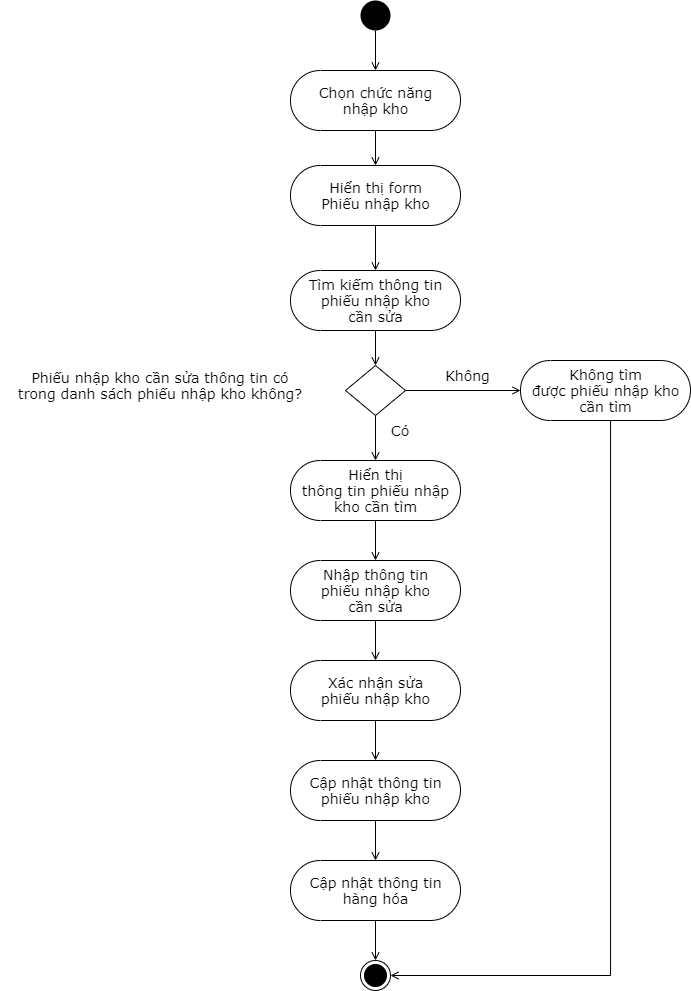 Chọn chức năng
nhập kho
Hiển thị form
Phiếu nhập kho
Tìm kiếm thông tin
phiếu nhập kho
cần sửa
Phiếu nhập kho cần sửa thông tin có
trong danh sách phiếu nhập kho không?
Không
Không tìm
được phiếu nhập kho
cần tìm
Có
Hiển thị
thông tin phiếu nhập
kho cần tìm
Nhập thông tin
phiếu nhập kho
cần sửa
Xác nhận sửa
phiếu nhập kho
Cập nhật thông tin
phiếu nhập kho
Cập nhật thông tin
hàng hóa